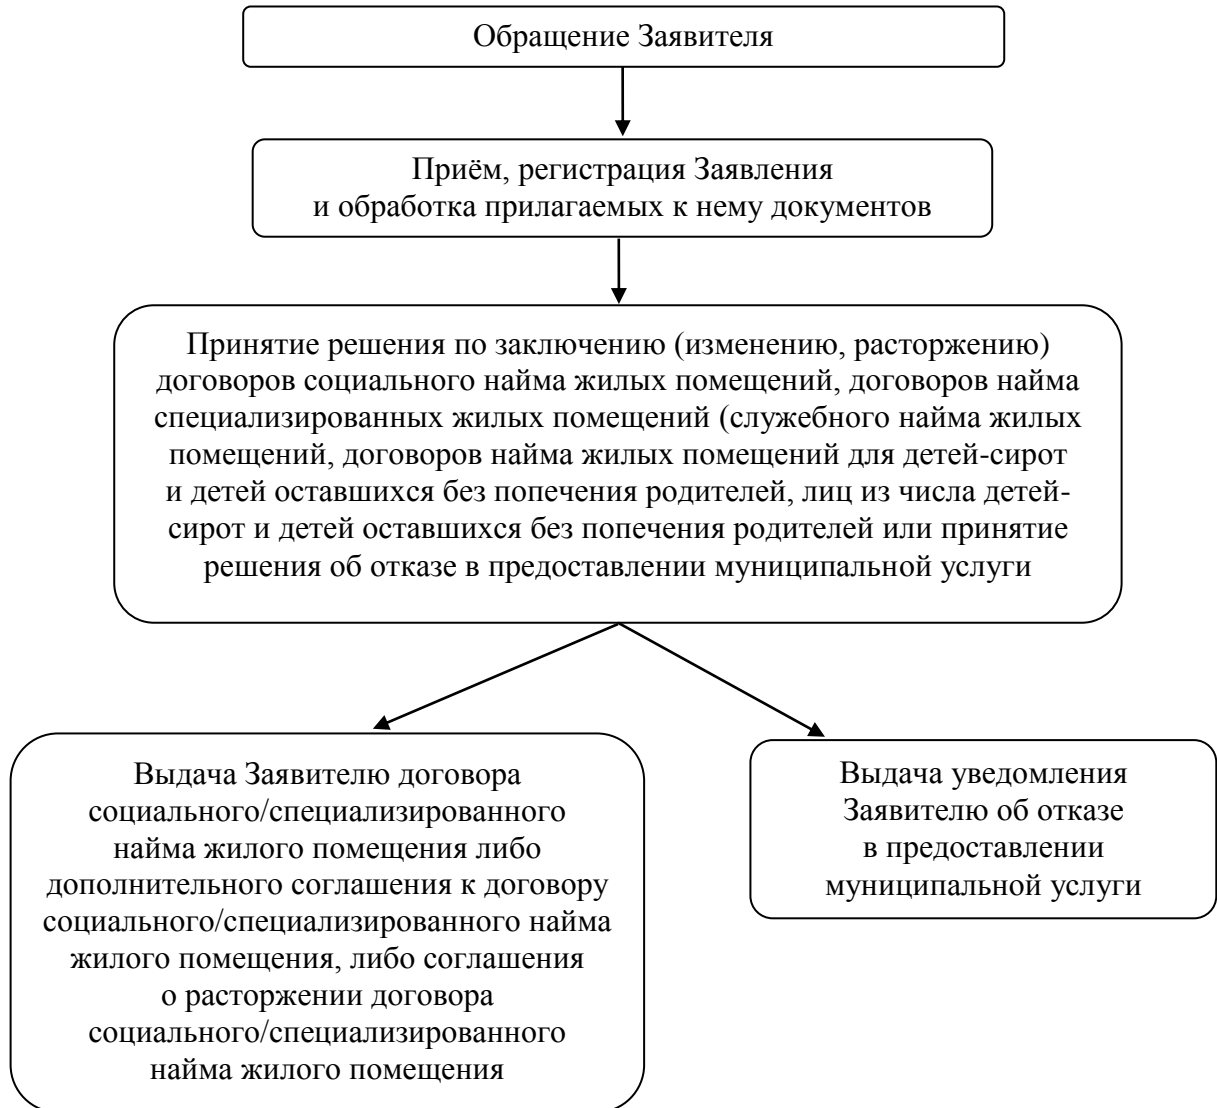 Обращение Заявителя
Приём, регистрация Заявления
и обработка прилагаемых к нему документов
Принятие решения по заключению (изменению, расторжению)
договоров социального найма жилых помещений, договоров найма
специализированных жилых помещений (служебного найма жилых
помещений, договоров найма жилых помещений для детей-сирот
и детей оставшихся без попечения родителей, лиц из числа детей-
сирот и детей оставшихся без попечения родителей или принятие
решения об отказе в предоставлении муниципальной услуги
Выдача Заявителю договора
социального/специализированного
найма жилого помещения либо
дополнительного соглашения к договору
социального/специализированного найма
жилого помещения, либо соглашения
о расторжении договора
социального/специализированного
найма жилого помещения
Выдача уведомления
Заявителю об отказе
в предоставлении
муниципальной услуги